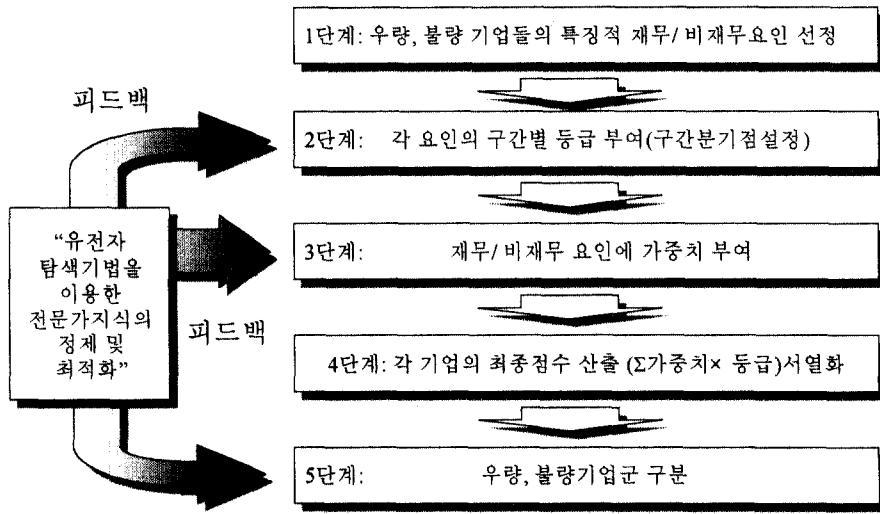 1단계: 우량, 불량 기업들의 특징적 재무/ 비재무요인 선정
피드백
2단계: 각 요인의 구간별 등급 부여(구간분기점설정)
“유전자
탐색기법을
이용한
전문가지식의
정제 및
최적화”
3단계: 재무/ 비재무 요인에 가중치 부여
피드백
4단계: 각 기업의 최종점수 산출 (Σ가중치× 등급)서열화
5단계: 우량, 불량기업군 구분